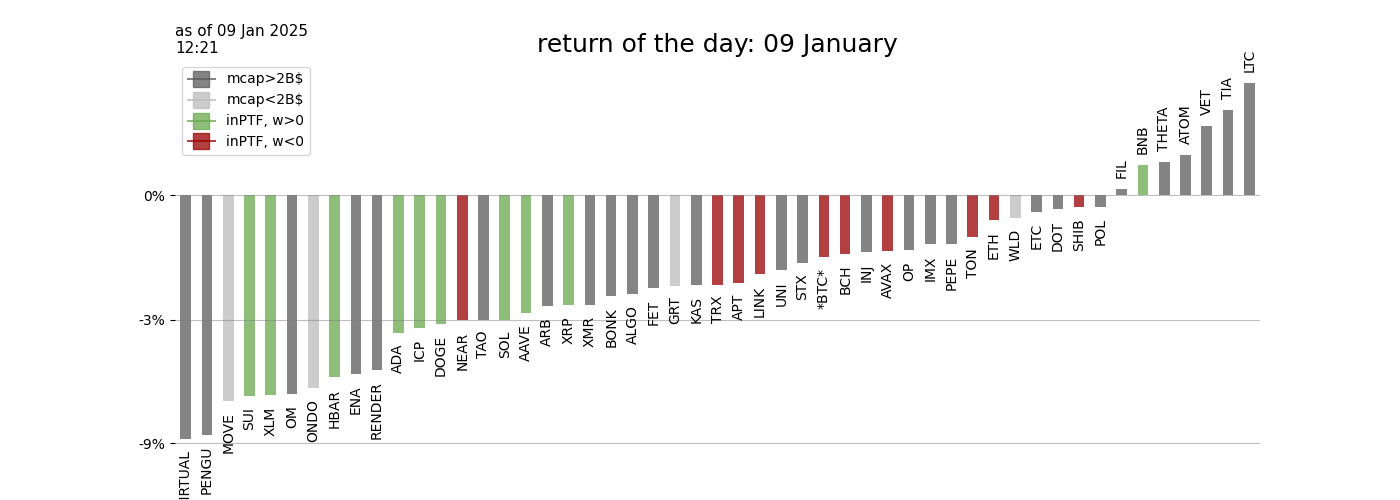 as of 09 Jan 2025
12:21
return of the day: 09 January
mcap>2B$
mcap<2B$
inPTF, w>0
inPTF, w<0
0%
-3%
-9%
IRTUAL
PENGU
MOVE
SUI
XLM
OM
ONDO
HBAR
ENA
RENDER
ADA
ICP
DOGE
NEAR
TAO
SOL
AAVE
ARB
XRP
XMR
BONK
ALGO
FET
GRT
KAS
TRX
APT
LINK
UNI
STX
*BTC*
BCH
INJ
AVAX
OP
IMX
PEPE
TON
ETH
WLD
ETC
DOT
SHIB
POL
FIL
BNB
THETA
ATOM
VET
TIA
LTC